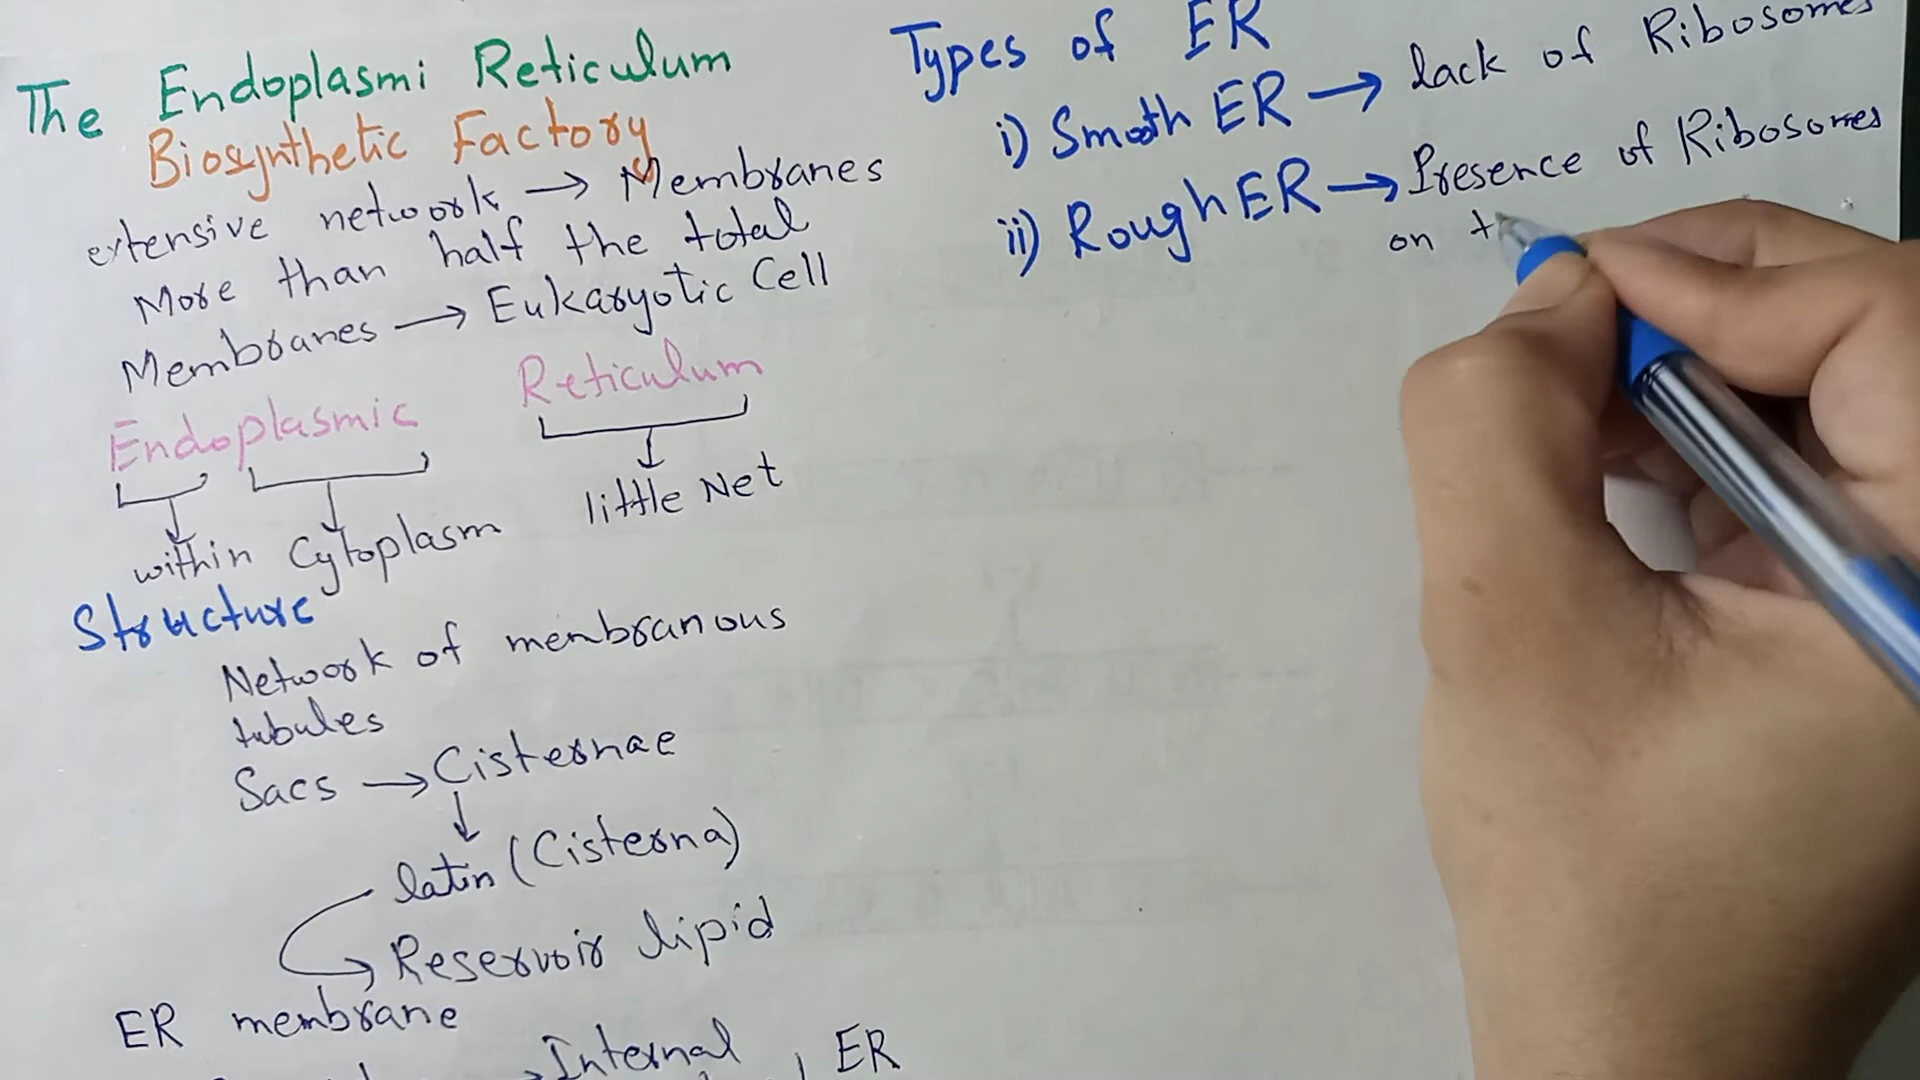 The Endoplasmi Reticulum
Biosynthetic Factory
extensive network → Membranes
More than half the total
Membranes → Eukaryotic Cell
Endoplasmic Reticulum
within Cytoplasm little Net
Structure
Network of membranous
tubules
Sacs → Cisternae
latin (Cisterna)
Reservoir lipid
ER membrane
Internal
ER
Types of ER
i) Smooth ER → lack of Ribosomes
ii) Rough ER → Presence of Ribosomes
on t